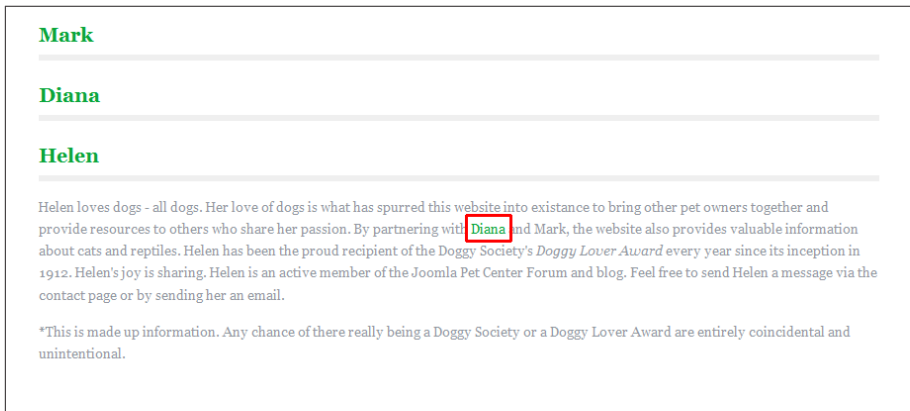 Mark
Diana
Helen
Helen loves dogs - all dogs. Her love of dogs is what has spurred this website into existance to bring other pet owners together and
provide resources to others who share her passion. By partnering with Diana and Mark, the website also provides valuable information
about cats and reptiles. Helen has been the proud recipient of the Doggy Society's Doggy Lover Award every year since its inception in
1912. Helen's joy is sharing. Helen is an active member of the Joomla Pet Center Forum and blog. Feel free to send Helen a message via the
contact page or by sending her an email.
*This is made up information. Any chance of there really being a Doggy Society or a Doggy Lover Award are entirely coincidental and
unintentional.